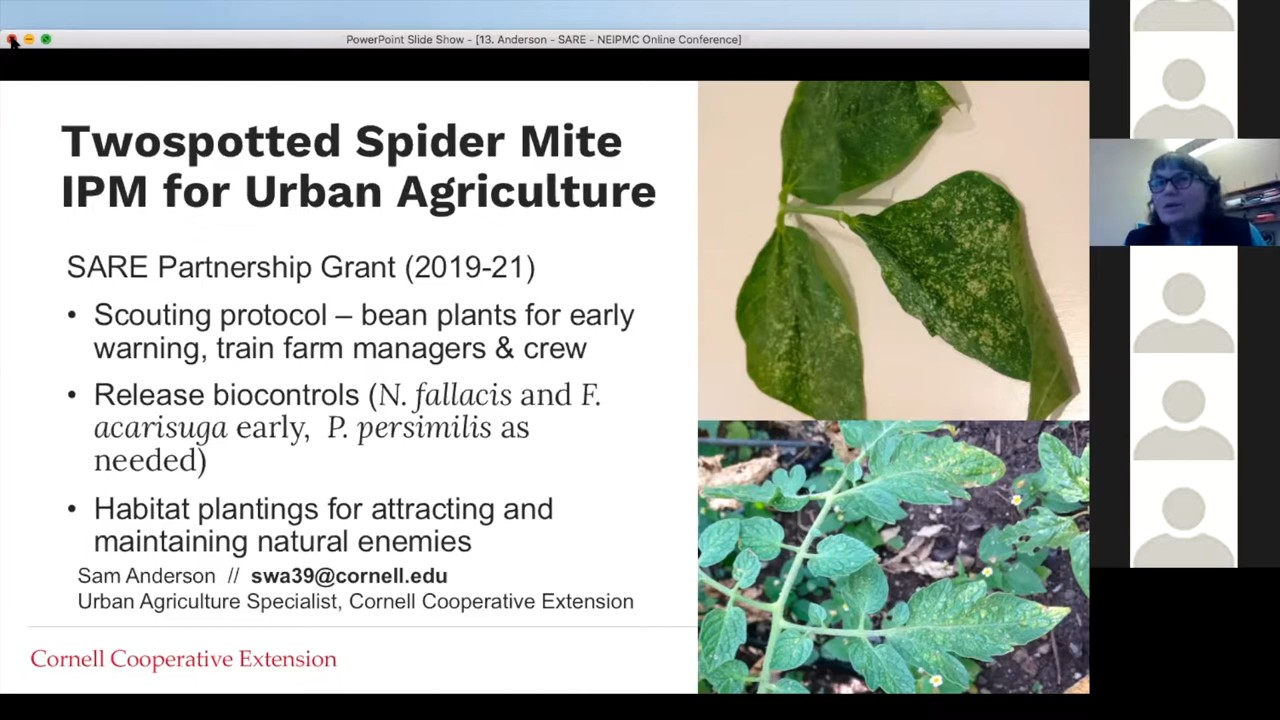 PowerPoint Slide Show - [13. Anderson - SARE - NEIPMC Online Conference]
Twospotted Spider Mite
IPM for Urban Agriculture
SARE Partnership Grant (2019-21)
• Scouting protocol – bean plants for early
warning, train farm managers & crew
• Release biocontrols (N. fallacis and F.
acarisuga early,  P. persimilis as
needed)
• Habitat plantings for attracting and
maintaining natural enemies
Sam Anderson // swa39@cornell.edu
Urban Agriculture Specialist, Cornell Cooperative Extension
Cornell Cooperative Extension